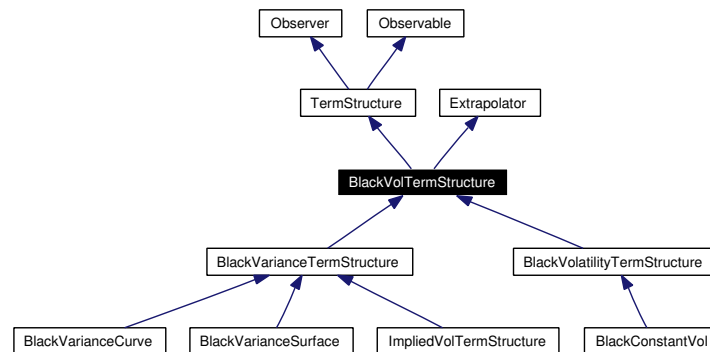 Observer
Observable
TermStructure
Extrapolator
BlackVolTermStructure
BlackVarianceTermStructure
BlackVolatilityTermStructure
BlackVarianceCurve
BlackVarianceSurface
ImpliedVolTermStructure
BlackConstantVol